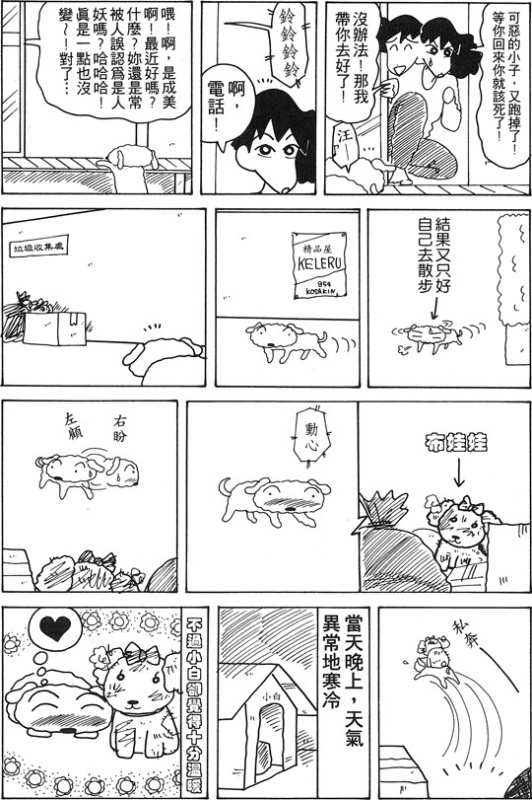 可惡的小子，又跑掉了！
等你回來你就該死了！
沒辦法！那我
帶你去好了！
汪！
鈴鈴鈴鈴
啊，
電話！
喂！啊，是成美
啊！最近好嗎？
什麼？妳還是常
被人誤認為是人
妖嗎？哈哈哈！
真是一點也沒
變？！對了…
結果又只好
自己去散步
精品屋
KELERU
854
KOSAKIN
垃圾收集處
布娃娃
動心
右盼
左顧
私奔
當天晚上，天氣
異常地寒冷
小白
不過小白卻覺得十分溫暖